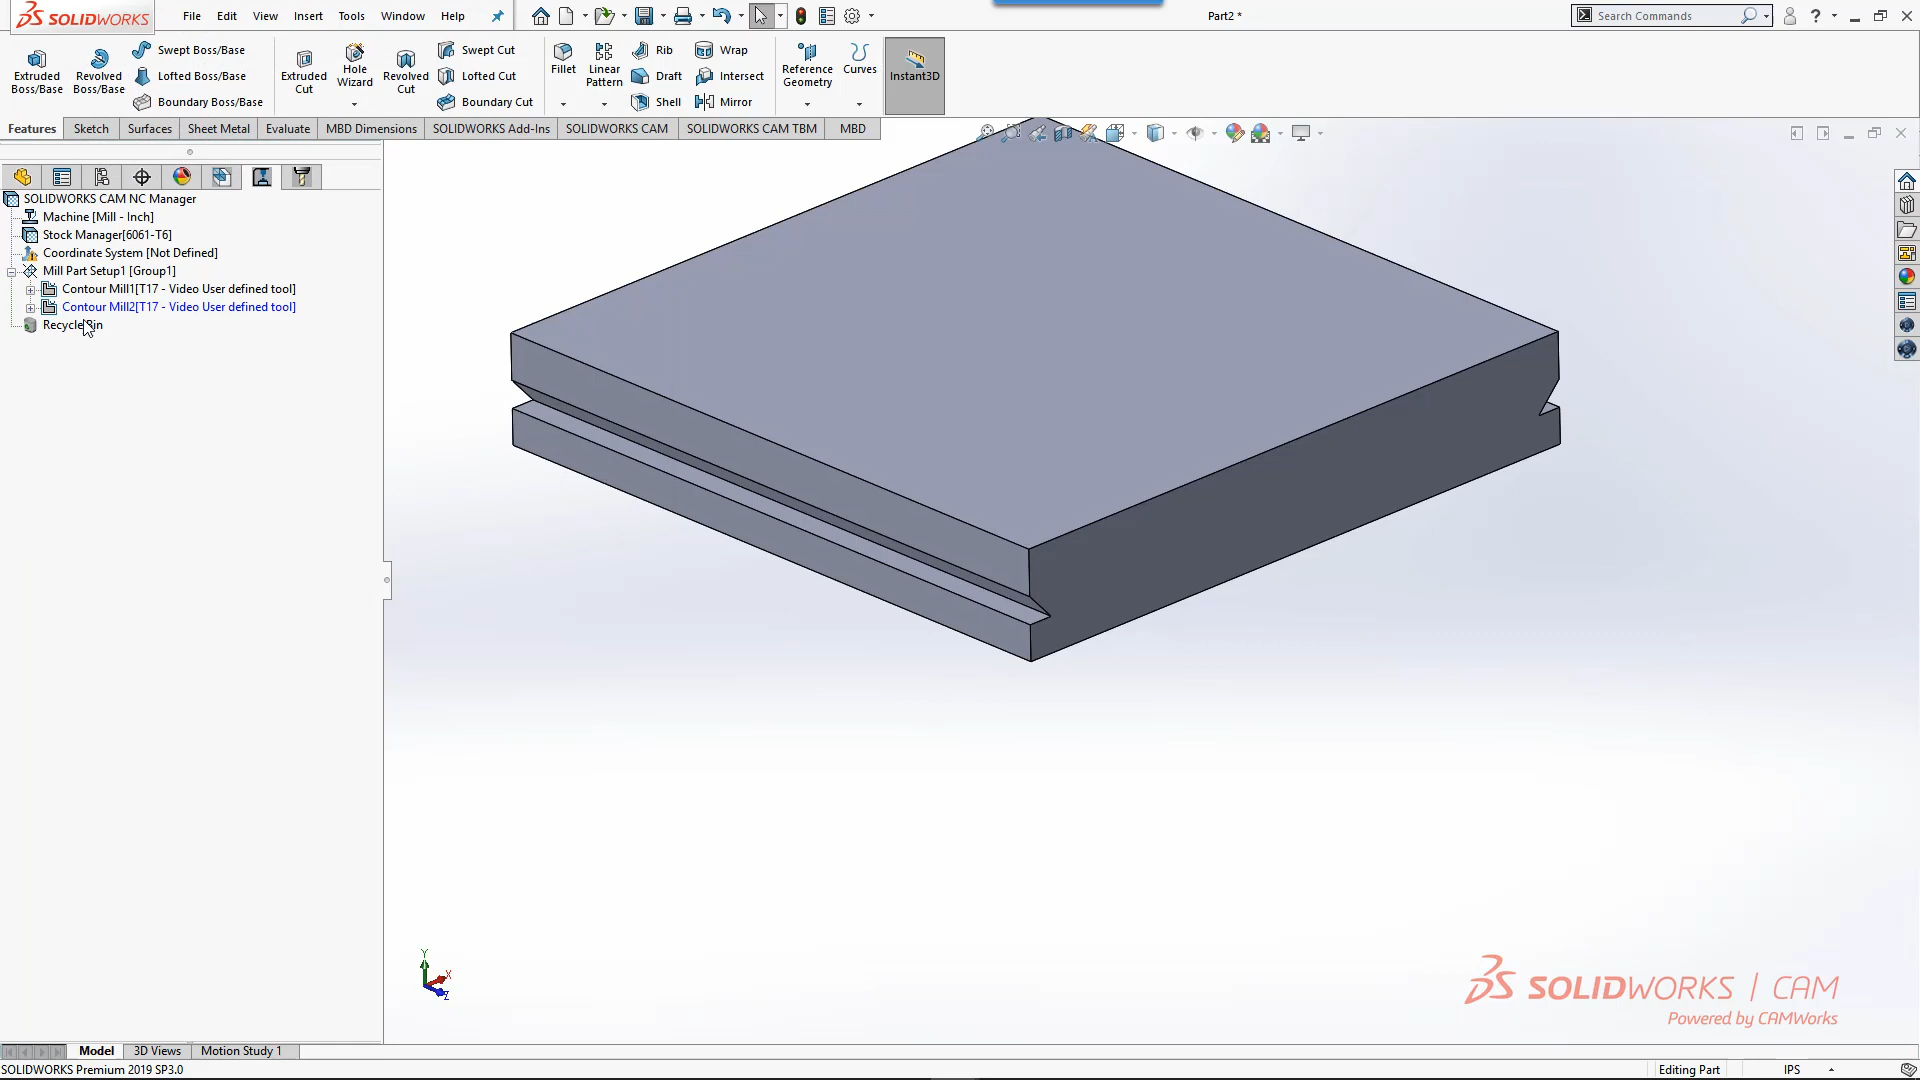 SOLIDWORKS
File Edit View Insert Tools Window Help
Part2 *
Search Commands
Extruded Boss/Base
Revolved Boss/Base
Swept Boss/Base
Lofted Boss/Base
Boundary Boss/Base
Extruded Cut
Hole Wizard
Revolved Cut
Swept Cut
Lofted Cut
Boundary Cut
Fillet
Linear Pattern
Rib
Draft
Shell
Wrap
Intersect
Mirror
Reference Geometry
Curves
Instant3D
Features Sketch Surfaces Sheet Metal Evaluate MBD Dimensions SOLIDWORKS Add-Ins SOLIDWORKS CAM SOLIDWORKS CAM TBM MBD
SOLIDWORKS CAM NC Manager
Machine [Mill - Inch]
Stock Manager[6061-T6]
Coordinate System [Not Defined]
Mill Part Setup1 [Group1]
Contour Mill1[T17 - Video User defined tool]
Contour Mill2[T17 - Video User defined tool]
Recycle Bin
Y
X
Z
SOLIDWORKS | CAM
Powered by CAMWorks
Model 3D Views Motion Study 1
SOLIDWORKS Premium 2019 SP3.0
Editing Part
IPS